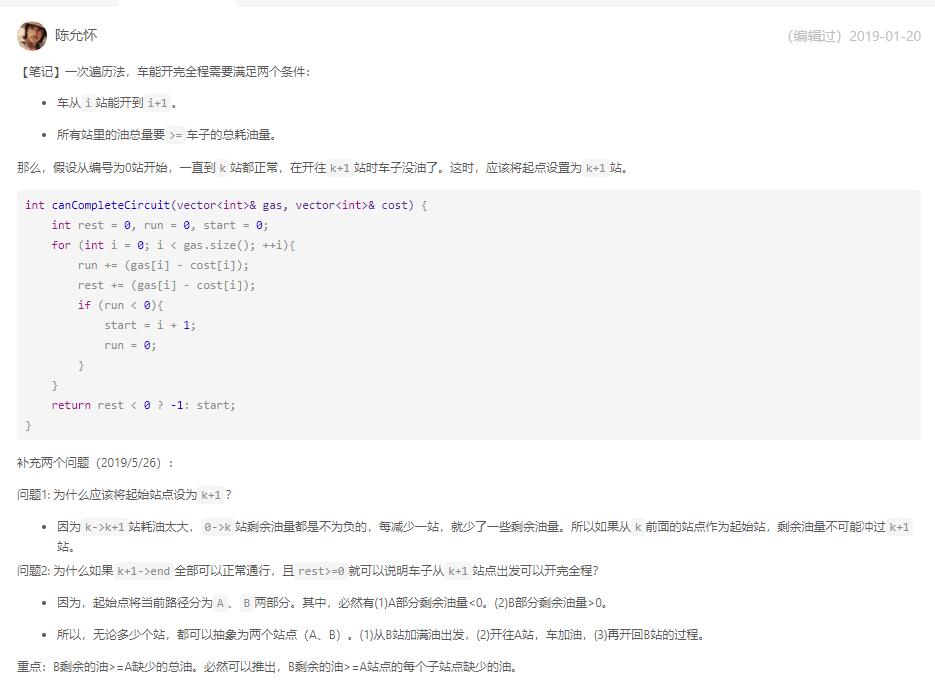 陈允怀
（编辑过）2019-01-20
【笔记】一次遍历法，车能开完全程需要满足两个条件：
• 车从 i 站能开到 i+1 。
• 所有站里的油总量要 >= 车子的总耗油量。
那么，假设从编号为0站开始，一直到 k 站都正常，在开往 k+1 站时车子没油了。这时，应该将起点设置为 k+1 站。
int canCompleteCircuit(vector<int>& gas, vector<int>& cost) {
    int rest = 0, run = 0, start = 0;
    for (int i = 0; i < gas.size(); ++i){
        run += (gas[i] - cost[i]);
        rest += (gas[i] - cost[i]);
        if (run < 0){
            start = i + 1;
            run = 0;
        }
    }
    return rest < 0 ? -1: start;
}
补充两个问题（2019/5/26）:
问题1: 为什么应该将起始站点设为 k+1 ？
• 因为 k->k+1 站耗油太大， 0->k 站剩余油量都是不为负的，每减少一站，就少了一些剩余油量。所以如果从 k 前面的站点作为起始站，剩余油量不可能冲过 k+1
站。
问题2: 为什么如果 k+1->end 全部可以正常通行，且 rest>=0 就可以说明车子从 k+1 站点出发可以开完全程？
• 因为，起始点将当前路径分为 A 、 B 两部分。其中，必然有(1)A部分剩余油量<0。(2)B部分剩余油量>0。
• 所以，无论多少个站，都可以抽象为两个站点（A、B）。(1)从B站加满油出发，(2)开往A站，车加油，(3)再开回B站的过程。
重点：B剩余的油>=A缺少的总油。必然可以推出，B剩余的油>=A站点的每个子站点缺少的油。